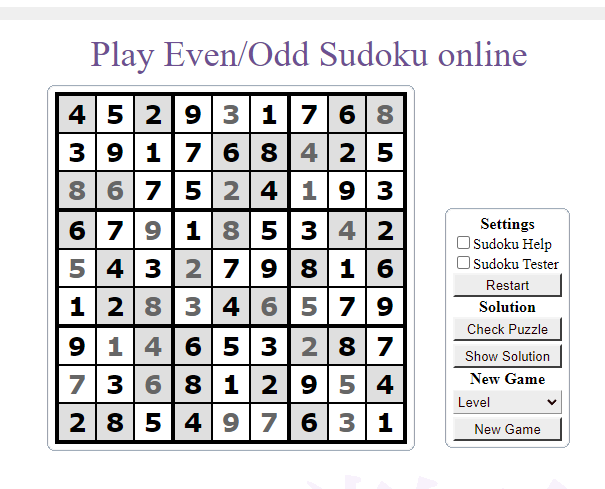 Play Even/Odd Sudoku online
4 5 2 9 3 1 7 6 8
3 9 1 7 6 8 4 2 5
8 6 7 5 2 4 1 9 3
6 7 9 1 8 5 3 4 2
5 4 3 2 7 9 8 1 6
1 2 8 3 4 6 5 7 9
9 1 4 6 5 3 2 8 7
7 3 6 8 1 2 9 5 4
2 8 5 4 9 7 6 3 1
Settings
Sudoku Help
Sudoku Tester
Restart
Solution
Check Puzzle
Show Solution
New Game
Level
New Game